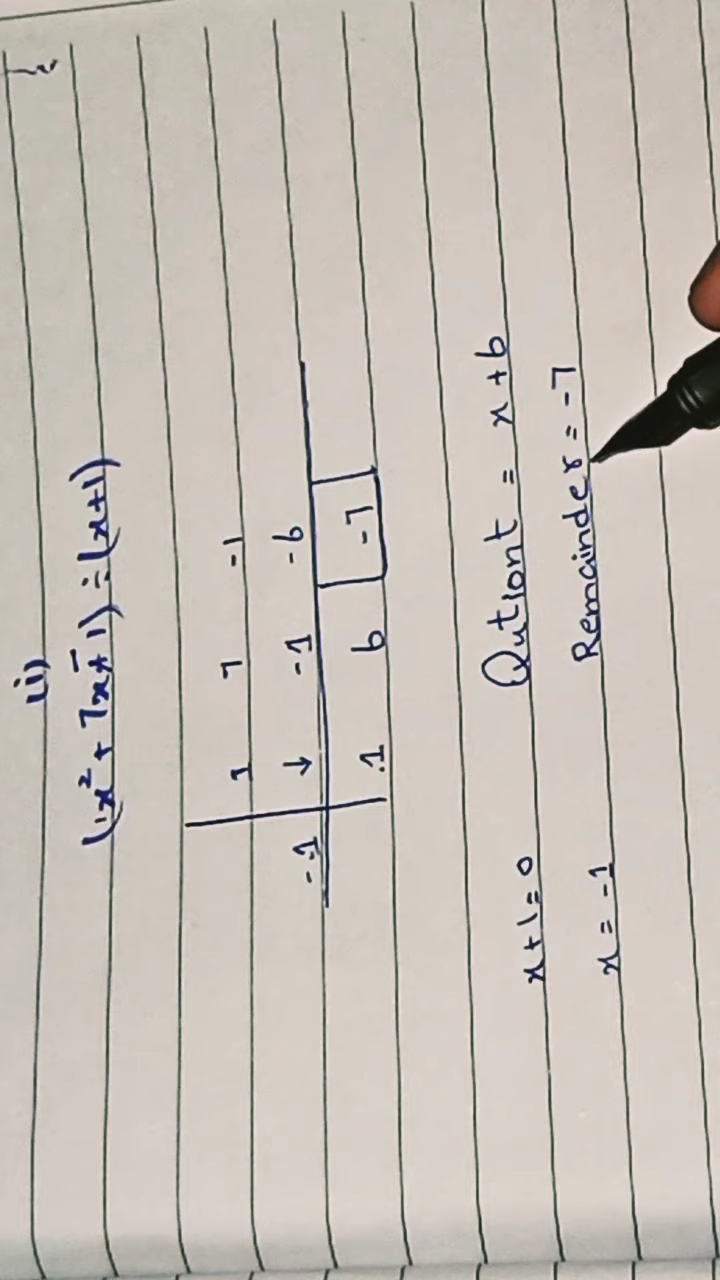 (ii)
(x² + 7x - 1) ÷ (x+1)
1 7 -1
-1 ↓ -1 -6
1 6 -7
x+1=0 Qutiont = x+6
x = -1 Remainder = -7